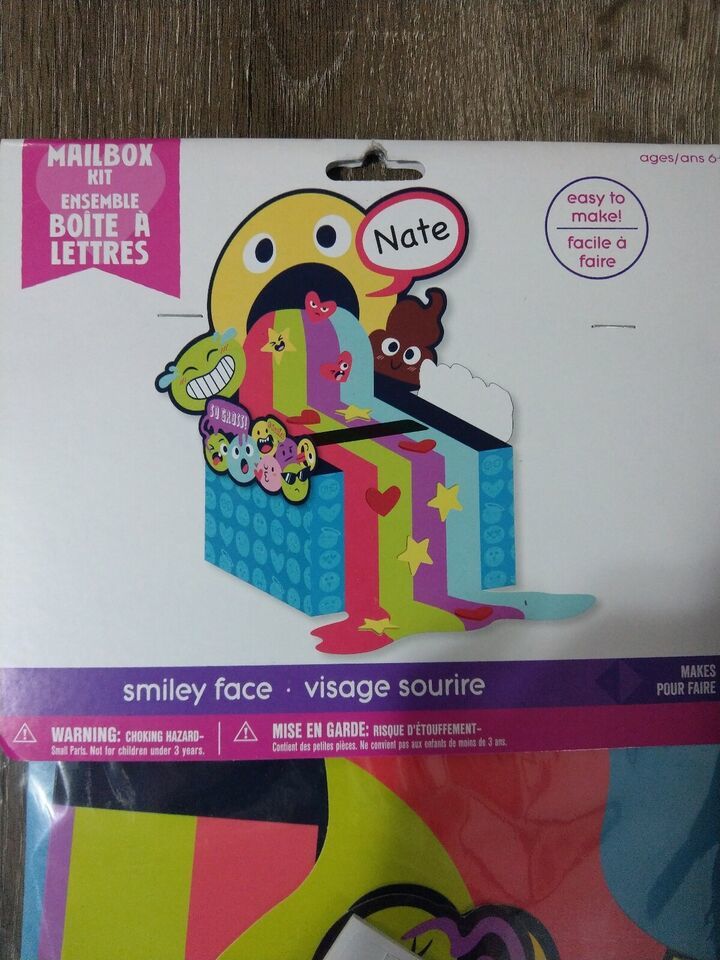 MAILBOX
KIT
ENSEMBLE
BOÎTE À
LETTRES
ages/ans 6+
easy to
make!
facile à
faire
Nate
SO GROSS!
smiley face · visage sourire
MAKES
POUR FAIRE
WARNING: CHOKING HAZARD-
Small Parts. Not for children under 3 years.
MISE EN GARDE: RISQUE D'ÉTOUFFEMENT-
Contient des petites pièces. Ne convient pas aux enfants de moins de 3 ans.